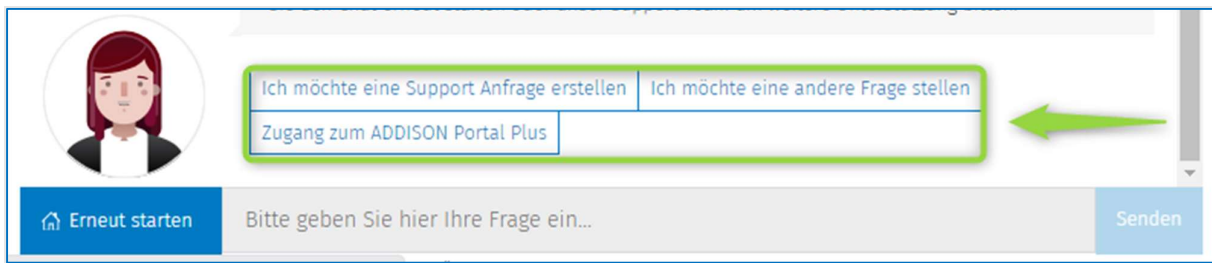 Ich möchte eine Support Anfrage erstellen
Ich möchte eine andere Frage stellen
Zugang zum ADDISON Portal Plus
Erneut starten
Bitte geben Sie hier Ihre Frage ein...
Senden